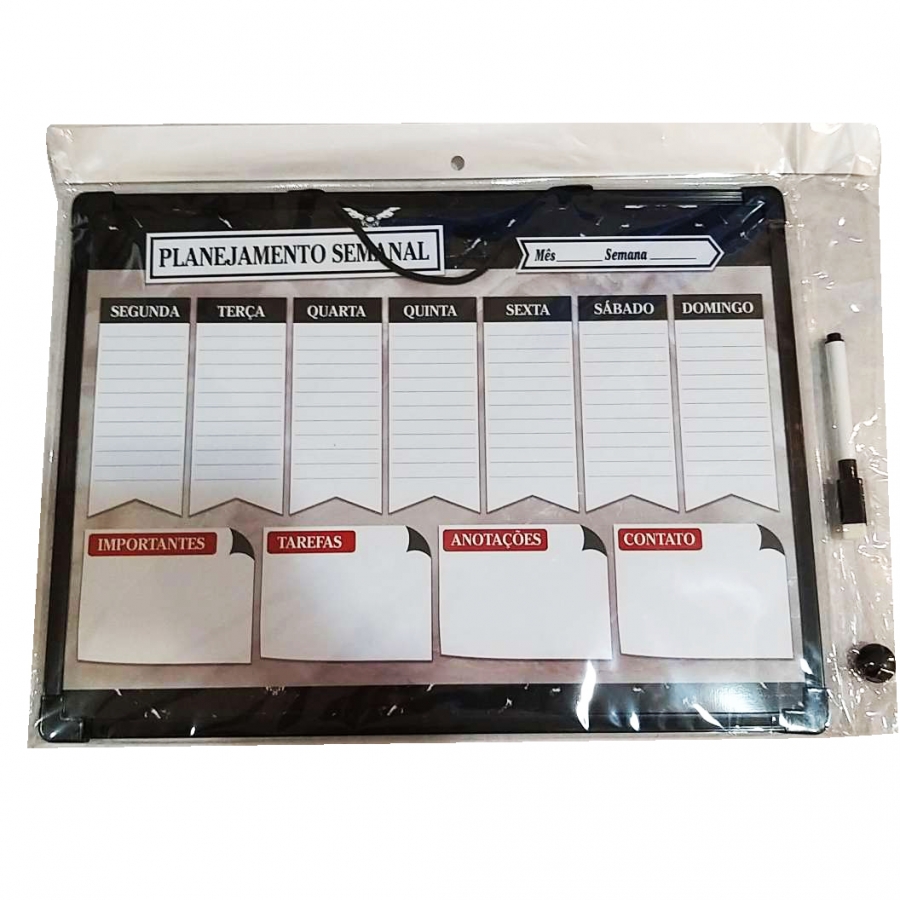 PLANEJAMENTO SEMANAL
Mês Semana
SEGUNDA TERÇA QUARTA QUINTA SEXTA SÁBADO DOMINGO
IMPORTANTES TAREFAS ANOTAÇÕES CONTATO